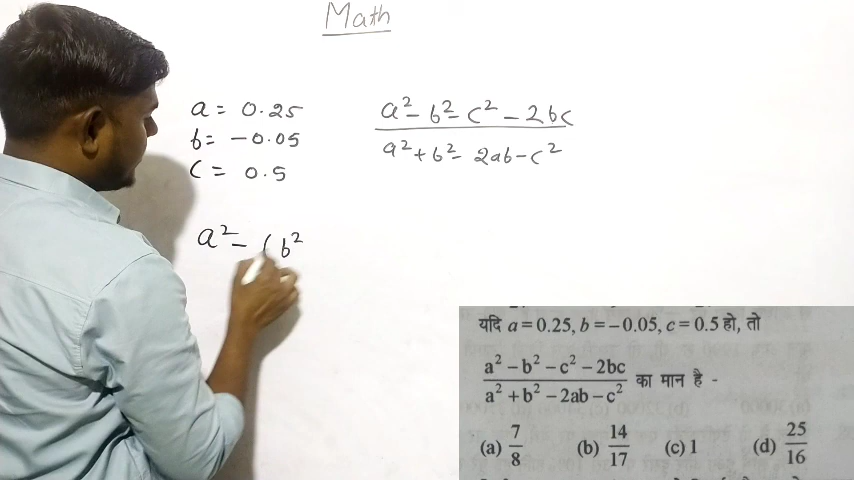 Math
a = 0.25
b = -0.05
c = 0.5
a² - b² - c² - 2bc
a² + b² - 2ab - c²
a² - (b²
यदि a = 0.25, b = -0.05, c = 0.5 हो, तो
a² - b² - c² - 2bc
a² + b² - 2ab - c²
का मान है -
(a) 7/8 (b) 14/17 (c) 1 (d) 25/16